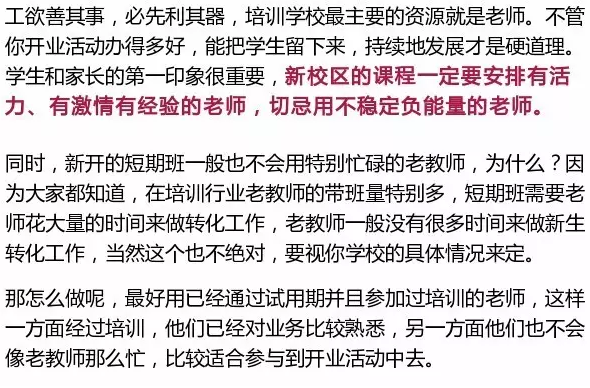 工欲善其事，必先利其器，培训学校最主要的资源就是老师。不管
你开业活动办得多好，能把学生留下来，持续地发展才是硬道理。
学生和家长的第一印象很重要，新校区的课程一定要安排有活
力、有激情有经验的老师，切忌用不稳定负能量的老师。
同时，新开的短期班一般也不会用特别忙碌的老教师，为什么？因
为大家都知道，在培训行业老教师的带班量特别多，短期班需要老
师花大量的时间来做转化工作，老教师一般没有很多时间来做新生
转化工作，当然这个也不绝对，要视你学校的具体情况来定。
那怎么做呢，最好用已经通过试用期并且参加过培训的老师，这样
一方面经过培训，他们已经对业务比较熟悉，另一方面他们也不会
像老教师那么忙，比较适合参与到开业活动中去。